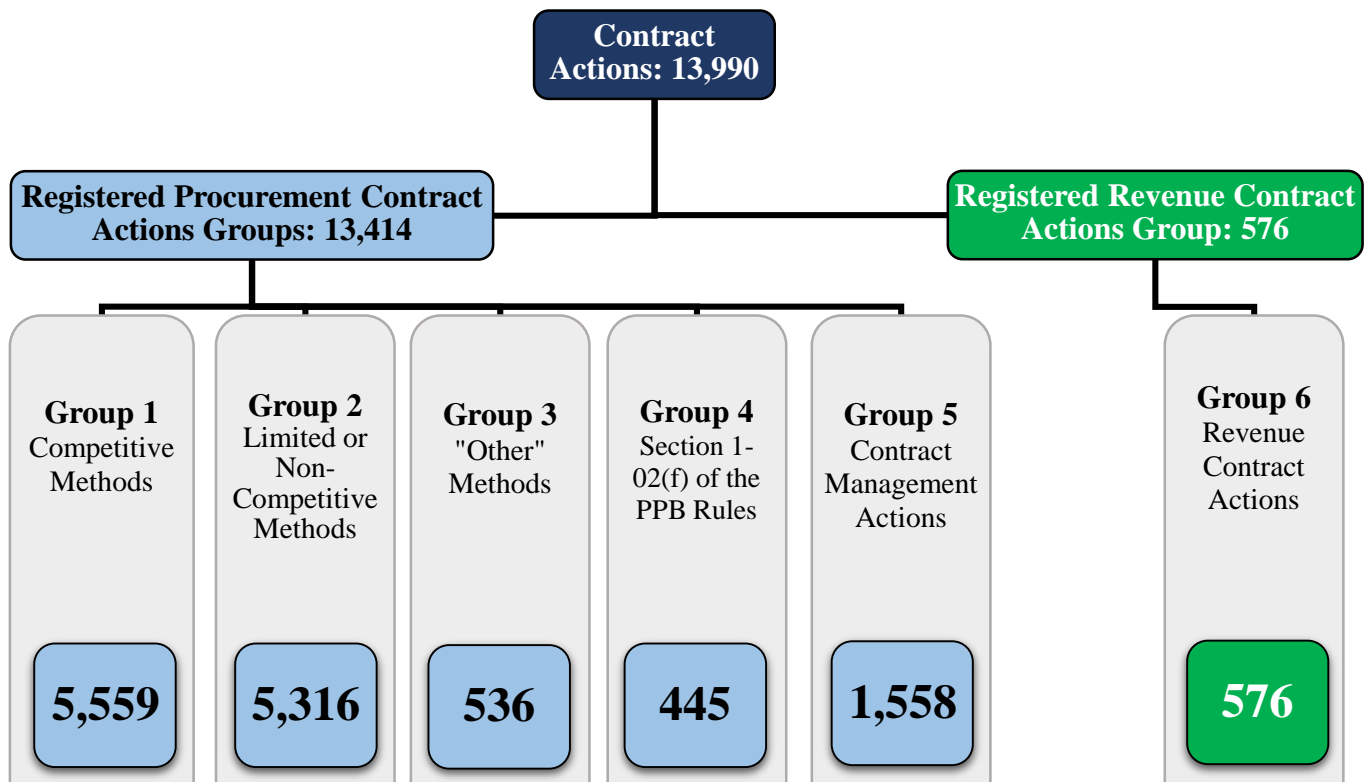 Contract
Actions: 13,990
Registered Procurement Contract
Actions Groups: 13,414
Registered Revenue Contract
Actions Group: 576
Group 1
Competitive
Methods
5,559
Group 2
Limited or
Non-
Competitive
Methods
5,316
Group 3
"Other"
Methods
536
Group 4
Section 1-
02(f) of the
PPB Rules
445
Group 5
Contract
Management
Actions
1,558
Group 6
Revenue
Contract
Actions
576